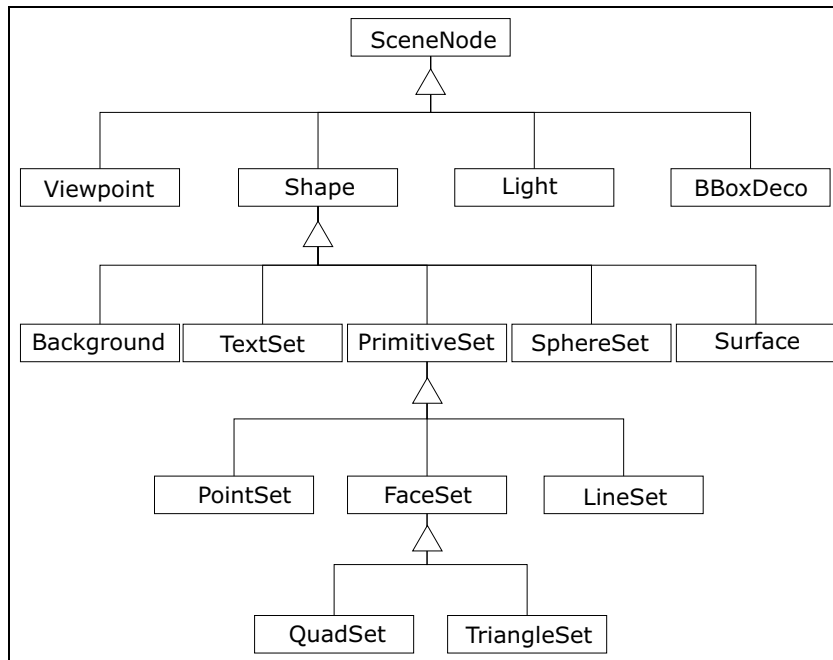 SceneNode
Viewpoint
Shape
Light
BBoxDeco
Background
TextSet
PrimitiveSet
SphereSet
Surface
PointSet
FaceSet
LineSet
QuadSet
TriangleSet